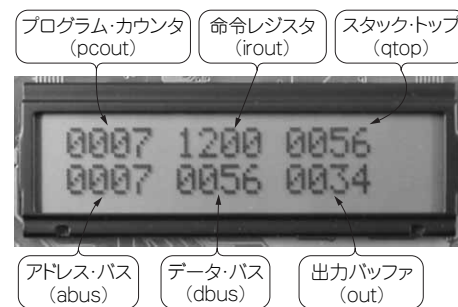 プログラム・カウンタ
(pcout)
命令レジスタ
(irout)
スタック・トップ
(qtop)
0007 1200 0056
0007 0056 0034
アドレス・バス
(abus)
データ・バス
(dbus)
出力バッファ
(out)